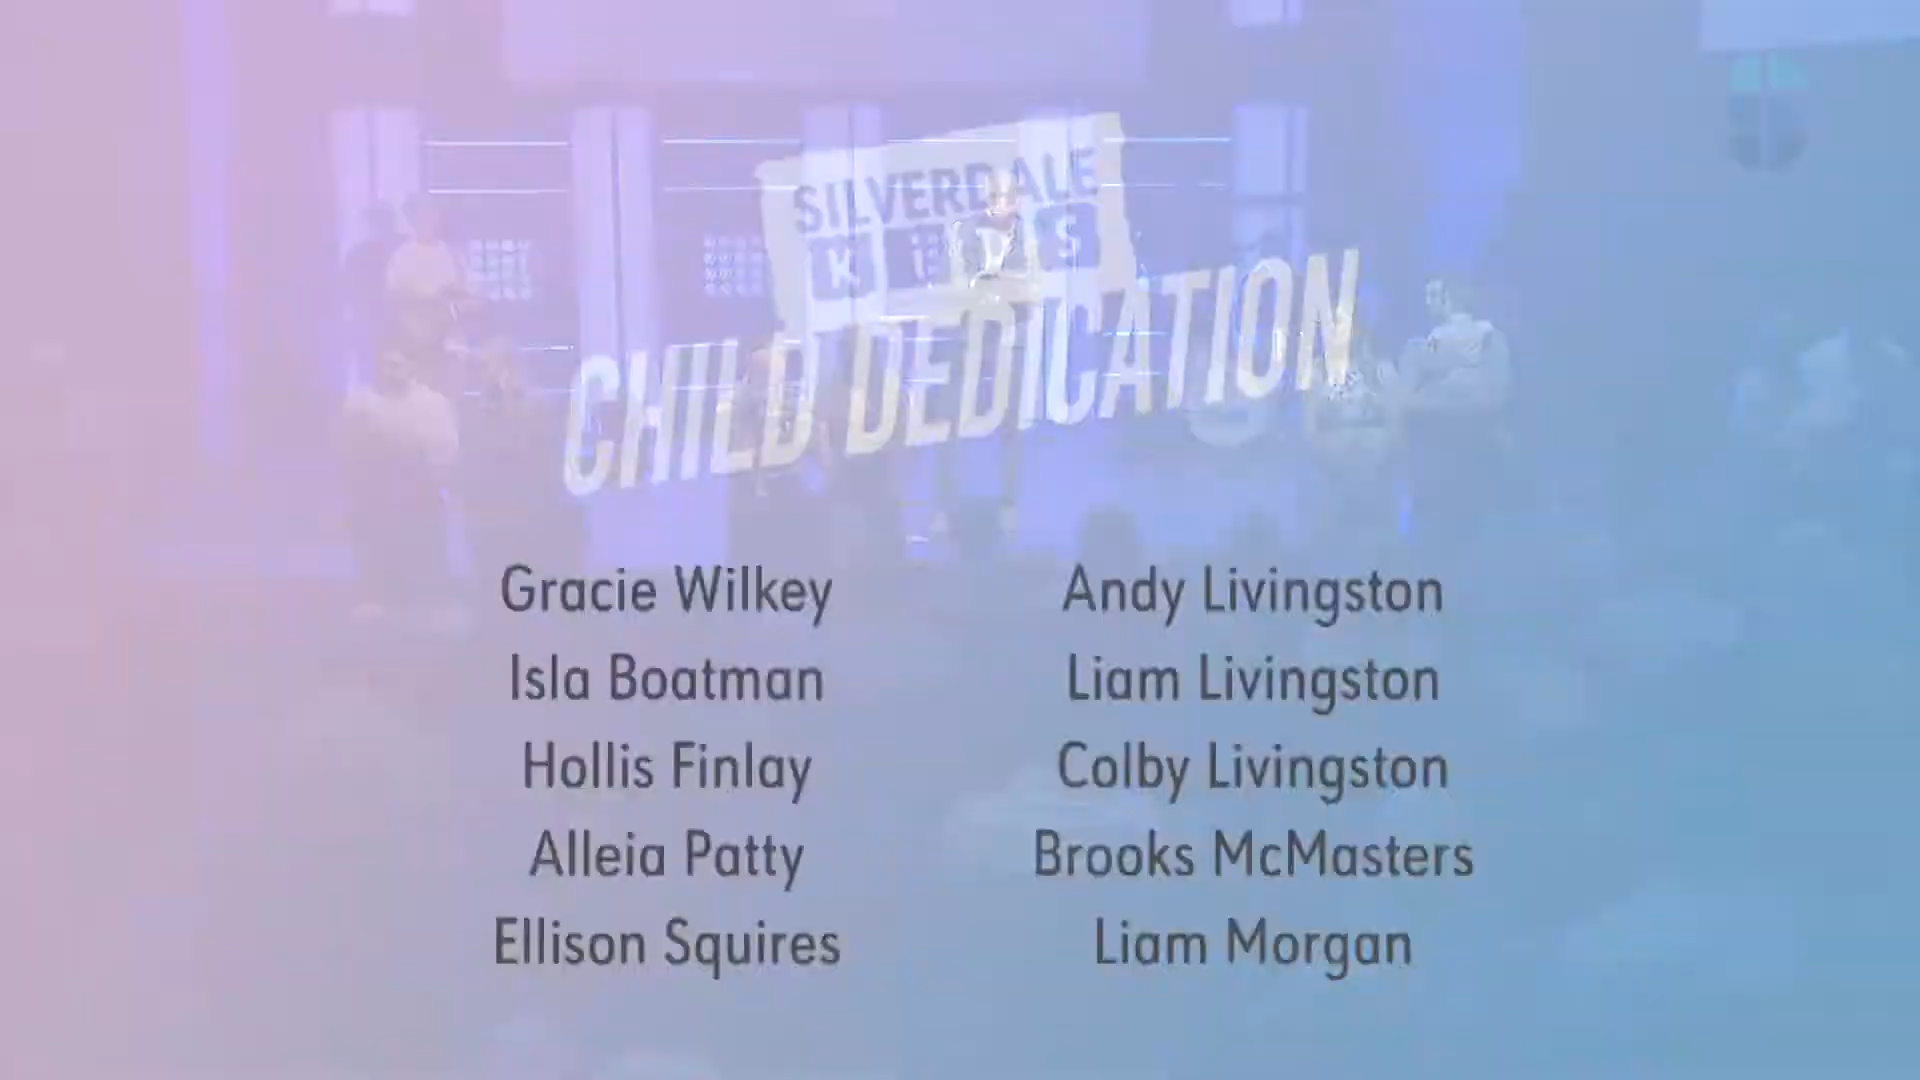 SILVERDALE
KIDS
CHILD DEDICATION
Gracie Wilkey
Isla Boatman
Hollis Finlay
Alleia Patty
Ellison Squires
Andy Livingston
Liam Livingston
Colby Livingston
Brooks McMasters
Liam Morgan